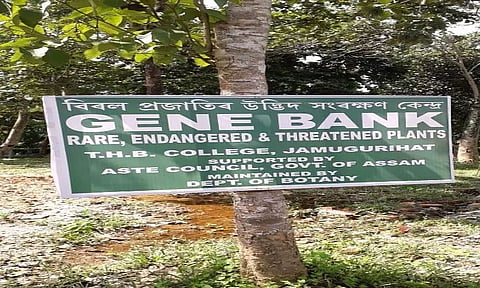 বিৰল প্ৰজাতিৰ উদ্ভিদ সংৰক্ষণ কেন্দ্ৰ
GENE BANK
RARE, ENDANGERED & THREATENED PLANTS
T.H.B. COLLEGE, JAMUGURIHAT
SUPPORTED BY
ASTE COUNCIL, GOVT. OF ASSAM
MAINTAINED BY
DEPT. OF BOTANY